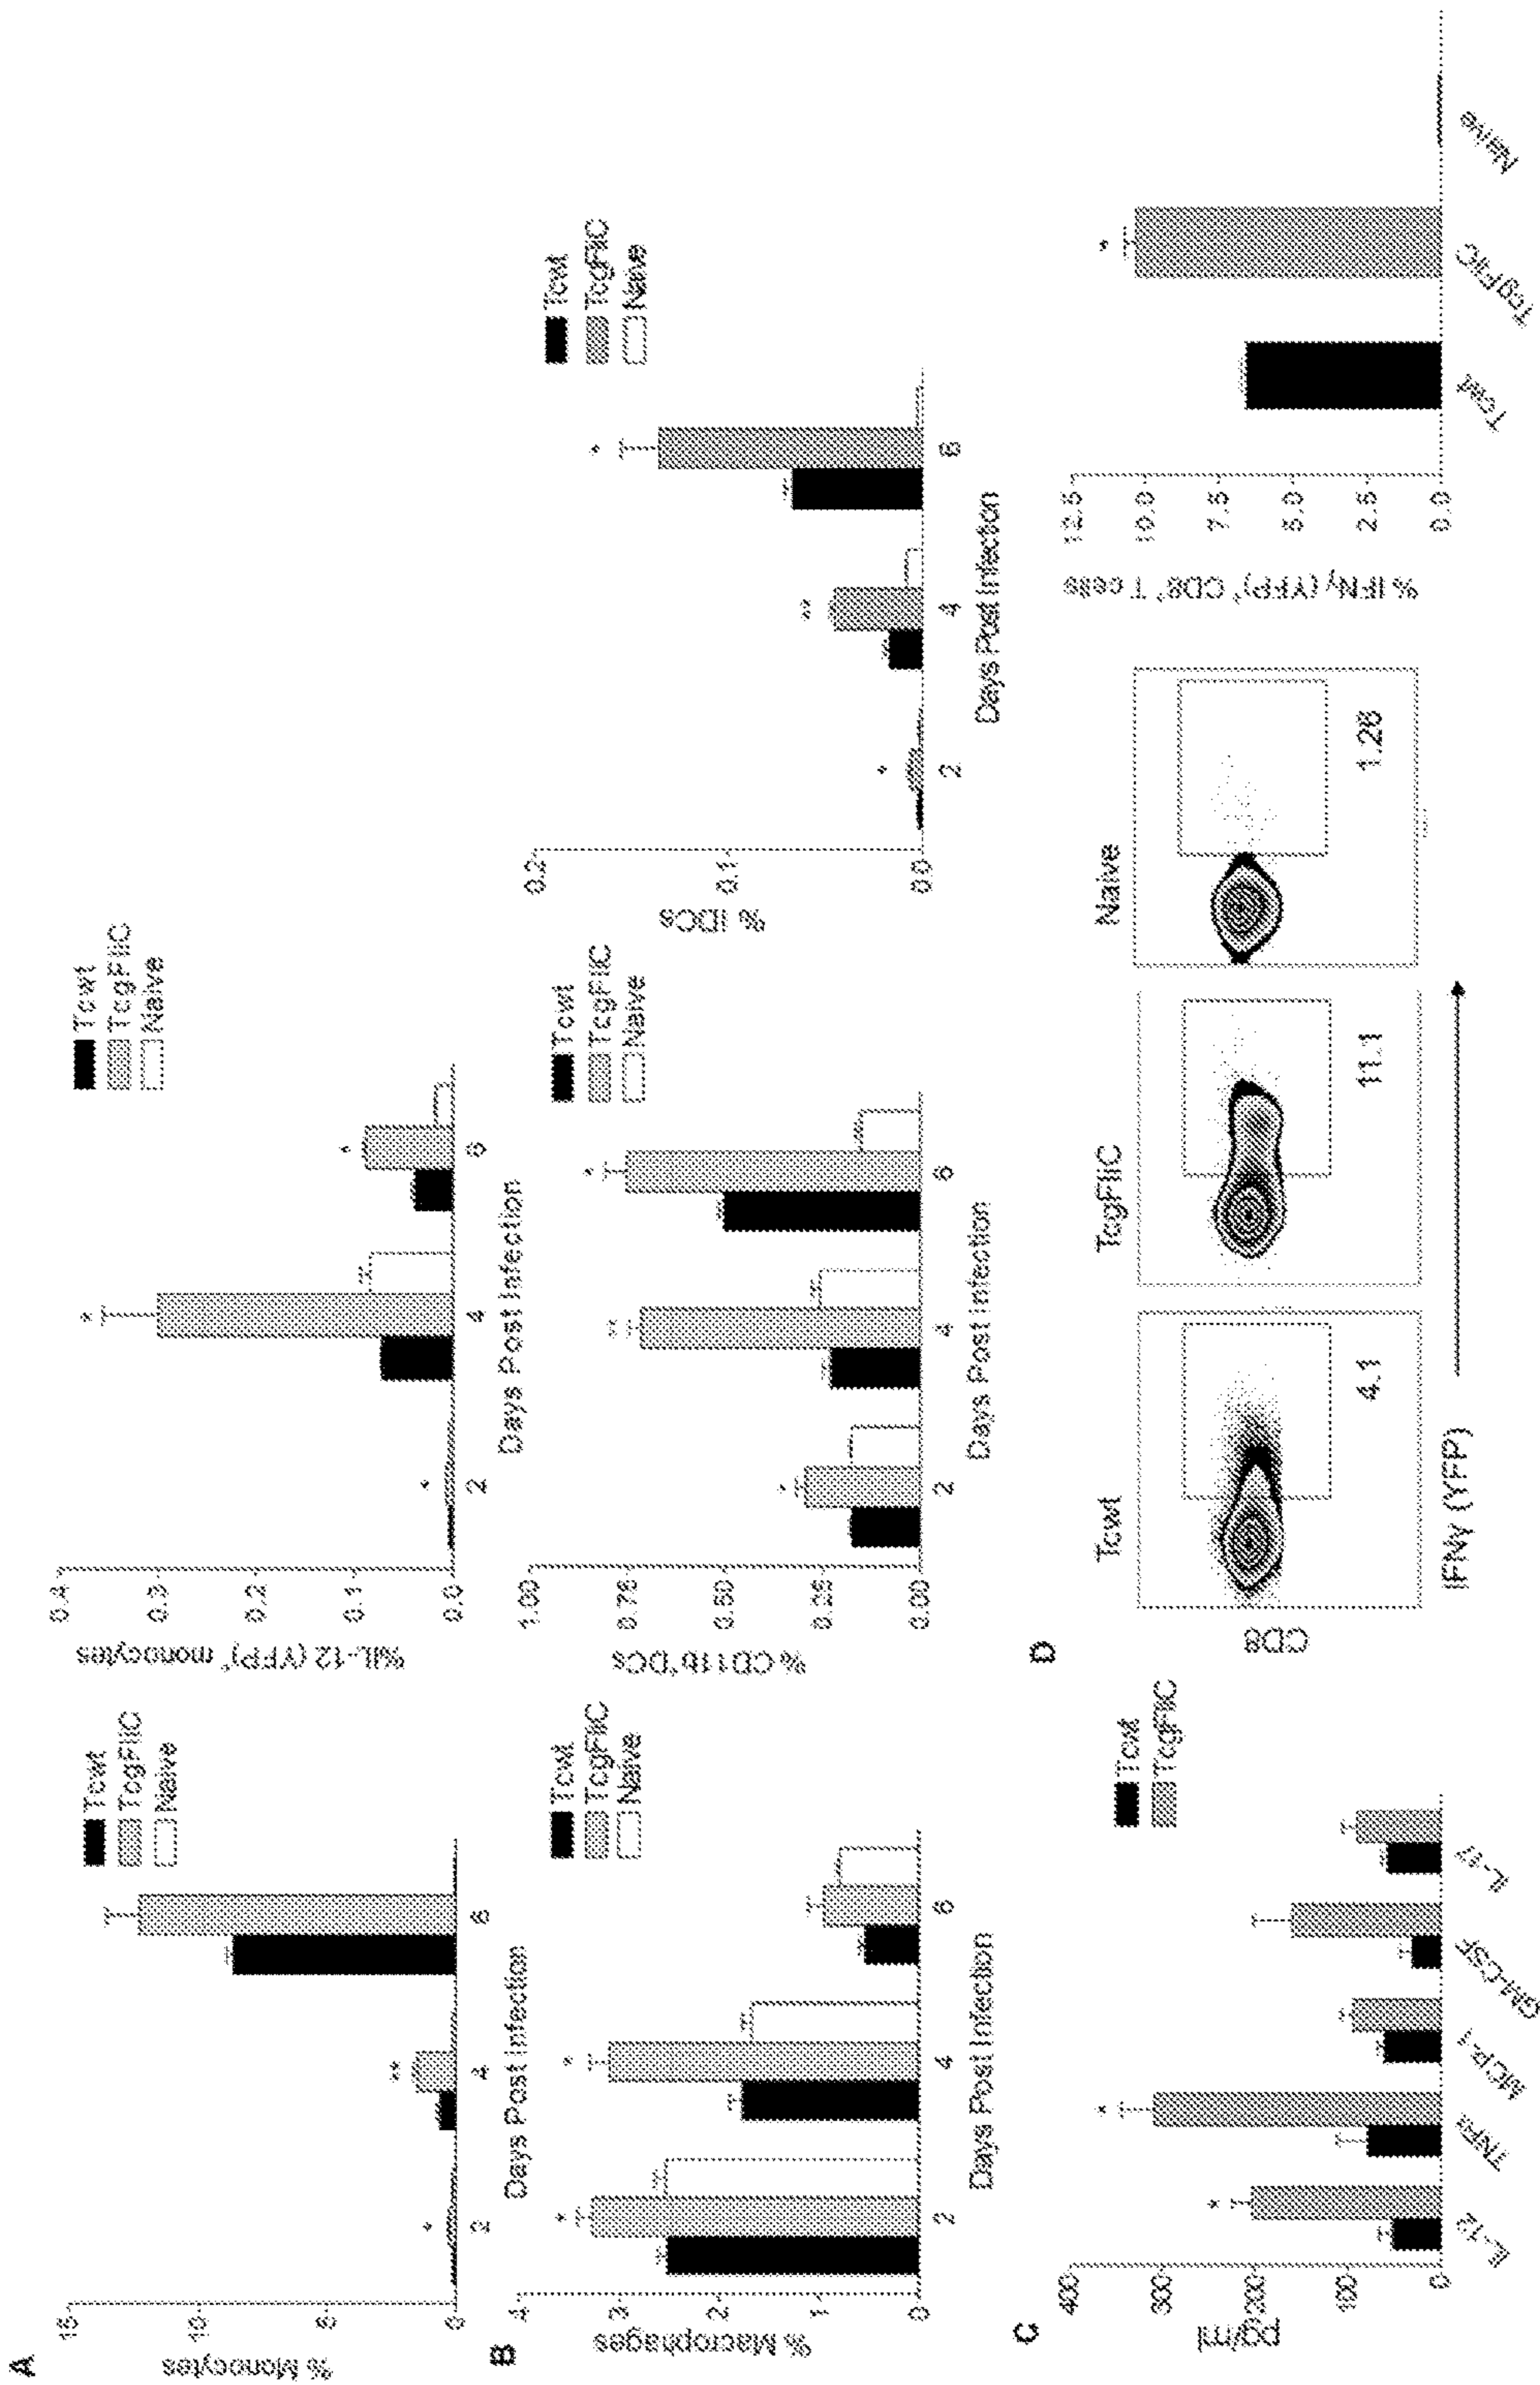 A
% Monocytes
15
10
5
0
2
4
6
Days Post Infection
Tcwt
TcgFliC
Naive
*
**
%IL-12 (YFP)+ monocytes
0.4
0.3
0.2
0.1
0.0
2
4
6
Days Post Infection
Tcwt
TcgFliC
Naive
*
*
*
B
% Macrophages
4
3
2
1
0
2
4
6
Days Post Infection
Tcwt
TcgFliC
Naive
*
*
% CD11b+DCs
1.00
0.75
0.50
0.25
0.00
2
4
6
Days Post Infection
Tcwt
TcgFliC
Naive
*
**
*
% iDCs
0.2
0.1
0.0
2
4
6
Days Post Infection
Tcwt
TcgFliC
Naive
*
**
*
C
pg/ml
400
300
200
100
0
IL-12
TNFα
MCP-1
GM-CSF
IL-17
Tcwt
TcgFliC
*
*
D
Tcwt
TcgFliC
Naive
CD8
4.1
11.1
1.26
IFNγ (YFP)
% IFNγ (YFP)+ CD8+ T cells
12.5
10.0
7.5
5.0
2.5
0.0
Tcwt
TcgFliC
Naive
*